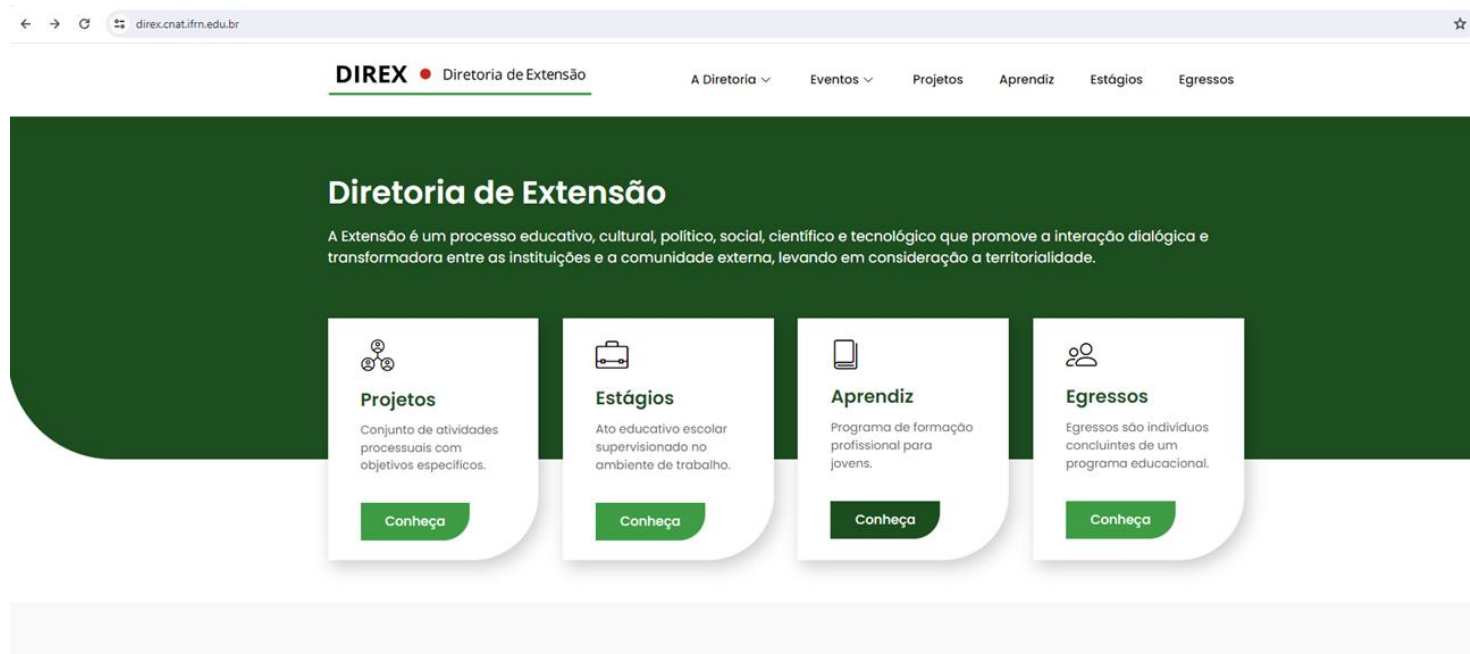 direx.cnat.ifrn.edu.br
DIREX • Diretoria de Extensão
A Diretoria
Eventos
Projetos
Aprendiz
Estágios
Egressos
Diretoria de Extensão
A Extensão é um processo educativo, cultural, político, social, científico e tecnológico que promove a interação dialógica e
transformadora entre as instituições e a comunidade externa, levando em consideração a territorialidade.
Projetos
Conjunto de atividades
processuais com
objetivos específicos.
Conheça
Estágios
Ato educativo escolar
supervisionado no
ambiente de trabalho.
Conheça
Aprendiz
Programa de formação
profissional para
jovens.
Conheça
Egressos
Egressos são indivíduos
concluintes de um
programa educacional.
Conheça